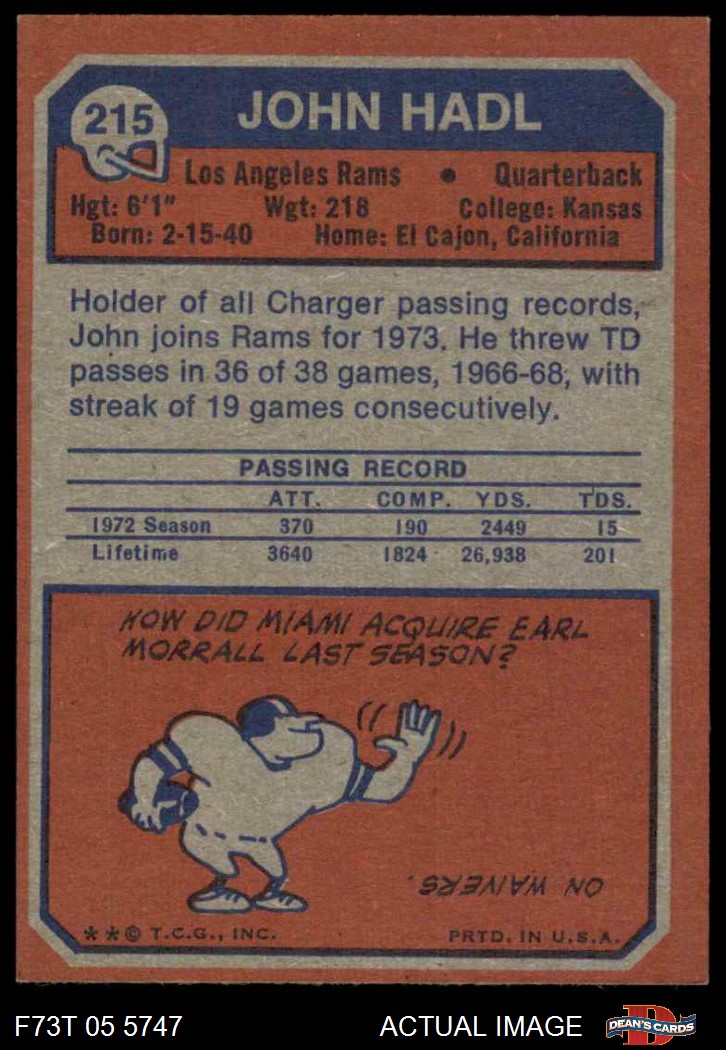 215
JOHN HADL
Los Angeles Rams • Quarterback
Hgt: 6'1" Wgt: 218 College: Kansas
Born: 2-15-40 Home: El Cajon, California
Holder of all Charger passing records,
John joins Rams for 1973. He threw TD
passes in 36 of 38 games, 1966-68, with
streak of 19 games consecutively.
PASSING RECORD
ATT. COMP. YDS. TDS.
1972 Season 370 190 2449 15
Lifetime 3640 1824 26,938 201
HOW DID MIAMI ACQUIRE EARL
MORRALL LAST SEASON?
ON WAIVERS.
**© T.C.G., INC. PRTD. IN U.S.A.
F73T 05 5747 ACTUAL IMAGE
D
DEAN'S CARDS